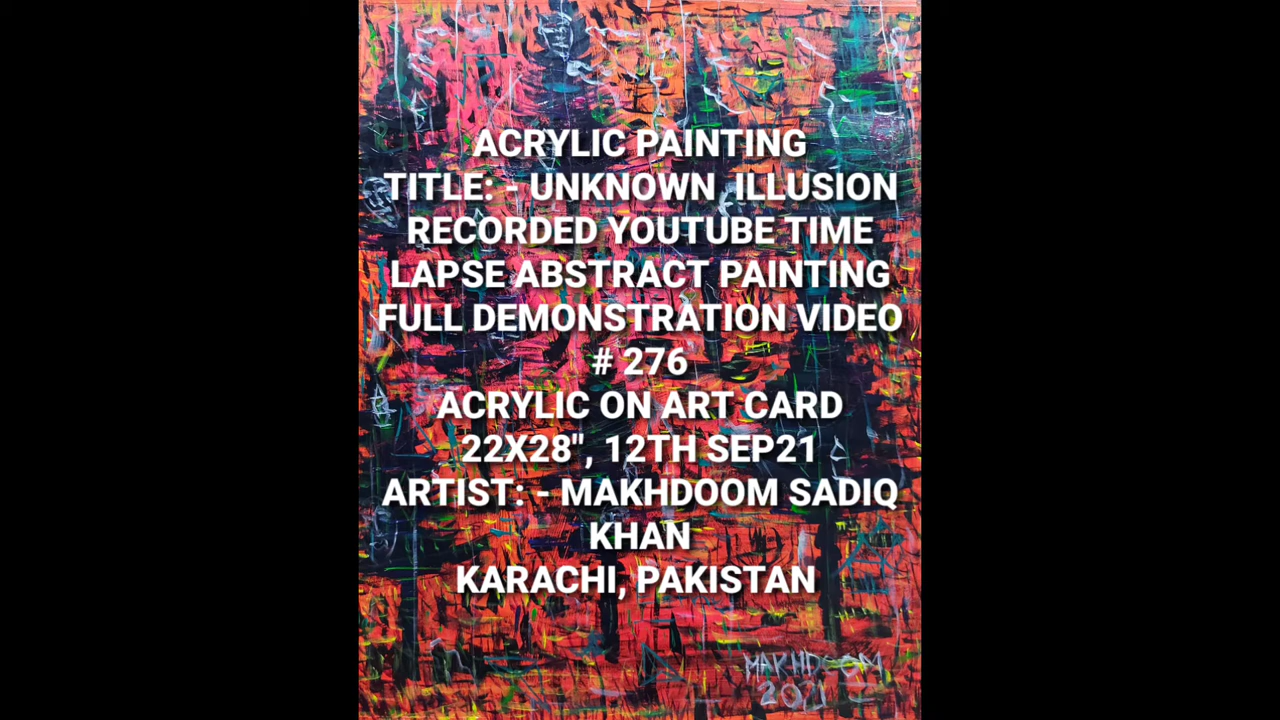 ACRYLIC PAINTING
TITLE: - UNKNOWN ILLUSION
RECORDED YOUTUBE TIME
LAPSE ABSTRACT PAINTING
FULL DEMONSTRATION VIDEO
# 276
ACRYLIC ON ART CARD
22X28", 12TH SEP21
ARTIST: - MAKHDOOM SADIQ
KHAN
KARACHI, PAKISTAN
MAKHDOOM
2021